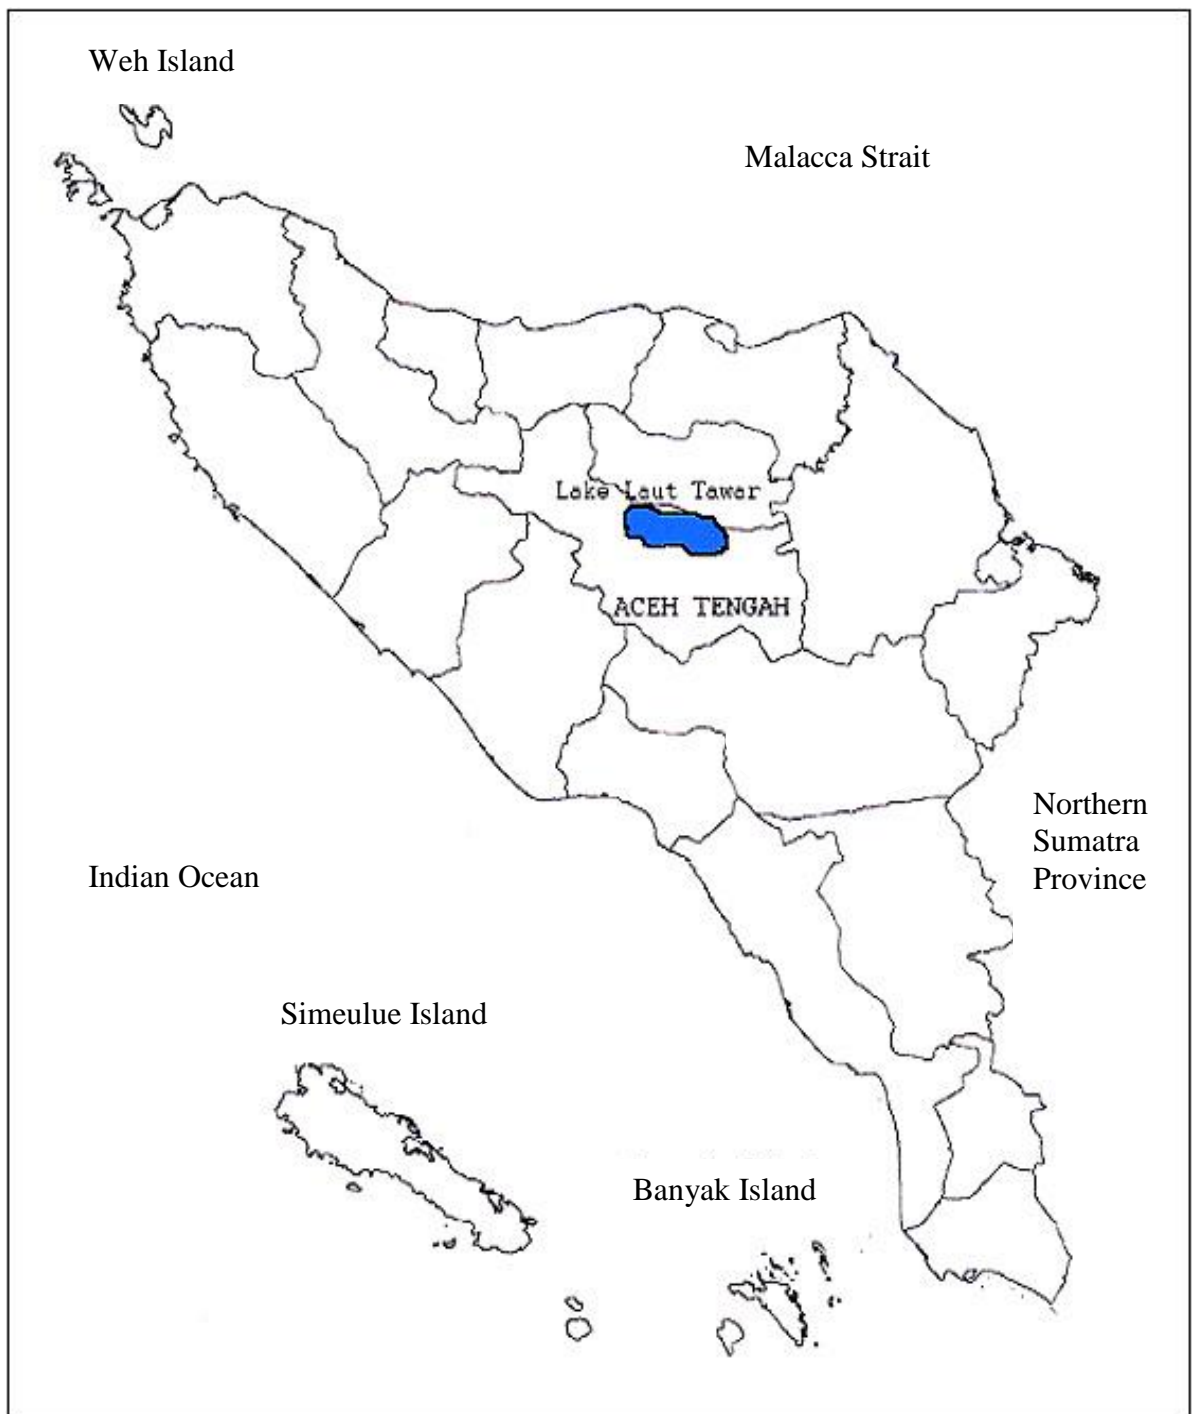 Weh Island
Malacca Strait
Lake Laut Tawar
ACEH TENGAH
Northern
Sumatra
Province
Indian Ocean
Simeulue Island
Banyak Island